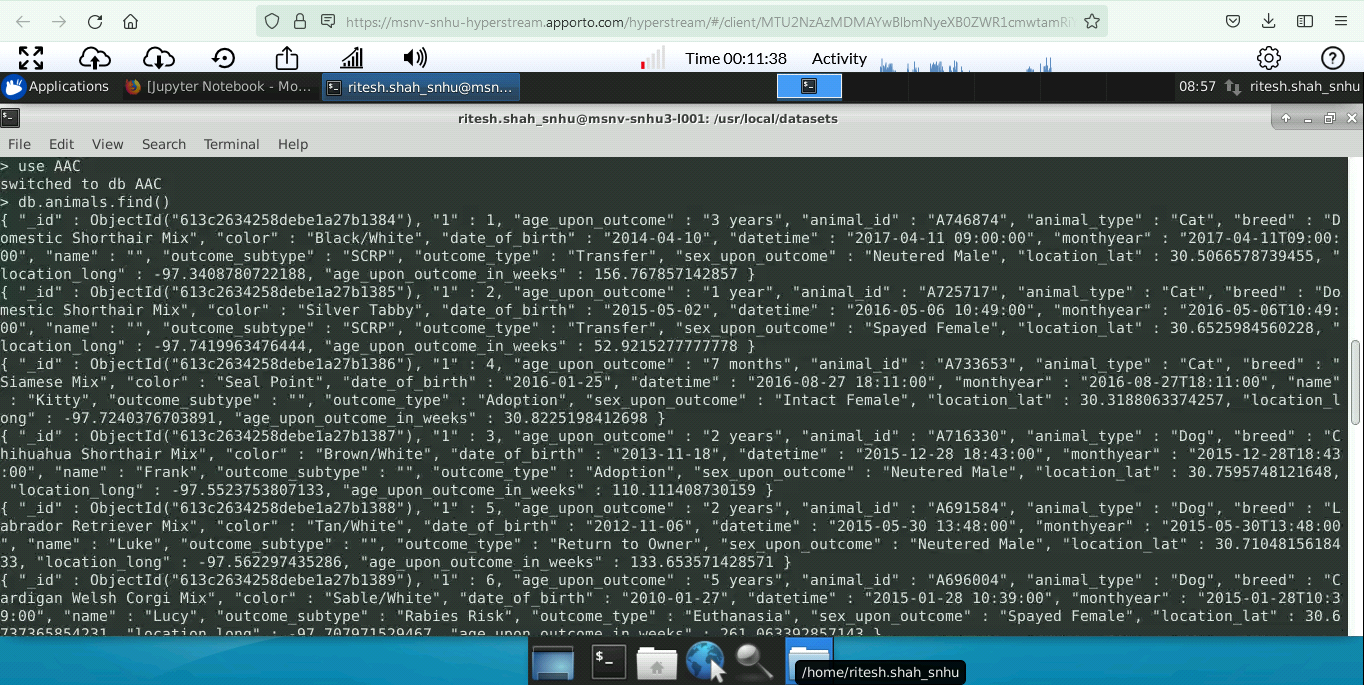 https://msnv-snhu-hyperstream.apporto.com/hyperstream/#/client/MTU2NzAzMDMAYwBlbmNyeXB0ZWR1cmwtamRi
Time 00:11:38 Activity
Applications [Jupyter Notebook - Mo... ritesh.shah_snhu@msn... 08:57 ritesh.shah_snhu
ritesh.shah_snhu@msnv-snhu3-l001: /usr/local/datasets
File Edit View Search Terminal Help
> use AAC
switched to db AAC
> db.animals.find()
{ "_id" : ObjectId("613c2634258debe1a27b1384"), "1" : 1, "age_upon_outcome" : "3 years", "animal_id" : "A746874", "animal_type" : "Cat", "breed" : "D
omestic Shorthair Mix", "color" : "Black/White", "date_of_birth" : "2014-04-10", "datetime" : "2017-04-11 09:00:00", "monthyear" : "2017-04-11T09:00:
00", "name" : "", "outcome_subtype" : "SCRP", "outcome_type" : "Transfer", "sex_upon_outcome" : "Neutered Male", "location_lat" : 30.5066578739455, "
location_long" : -97.3408780722188, "age_upon_outcome_in_weeks" : 156.767857142857 }
{ "_id" : ObjectId("613c2634258debe1a27b1385"), "1" : 2, "age_upon_outcome" : "1 year", "animal_id" : "A725717", "animal_type" : "Cat", "breed" : "Do
mestic Shorthair Mix", "color" : "Silver Tabby", "date_of_birth" : "2015-05-02", "datetime" : "2016-05-06 10:49:00", "monthyear" : "2016-05-06T10:49:
00", "name" : "", "outcome_subtype" : "SCRP", "outcome_type" : "Transfer", "sex_upon_outcome" : "Spayed Female", "location_lat" : 30.6525984560228, "
location_long" : -97.7419963476444, "age_upon_outcome_in_weeks" : 52.9215277777778 }
{ "_id" : ObjectId("613c2634258debe1a27b1386"), "1" : 4, "age_upon_outcome" : "7 months", "animal_id" : "A733653", "animal_type" : "Cat", "breed" : "
Siamese Mix", "color" : "Seal Point", "date_of_birth" : "2016-01-25", "datetime" : "2016-08-27 18:11:00", "monthyear" : "2016-08-27T18:11:00", "name"
 : "Kitty", "outcome_subtype" : "", "outcome_type" : "Adoption", "sex_upon_outcome" : "Intact Female", "location_lat" : 30.3188063374257, "location_l
ong" : -97.7240376703891, "age_upon_outcome_in_weeks" : 30.8225198412698 }
{ "_id" : ObjectId("613c2634258debe1a27b1387"), "1" : 3, "age_upon_outcome" : "2 years", "animal_id" : "A716330", "animal_type" : "Dog", "breed" : "C
hihuahua Shorthair Mix", "color" : "Brown/White", "date_of_birth" : "2013-11-18", "datetime" : "2015-12-28 18:43:00", "monthyear" : "2015-12-28T18:43
:00", "name" : "Frank", "outcome_subtype" : "", "outcome_type" : "Adoption", "sex_upon_outcome" : "Neutered Male", "location_lat" : 30.7595748121648,
 "location_long" : -97.5523753807133, "age_upon_outcome_in_weeks" : 110.111408730159 }
{ "_id" : ObjectId("613c2634258debe1a27b1388"), "1" : 5, "age_upon_outcome" : "2 years", "animal_id" : "A691584", "animal_type" : "Dog", "breed" : "L
abrador Retriever Mix", "color" : "Tan/White", "date_of_birth" : "2012-11-06", "datetime" : "2015-05-30 13:48:00", "monthyear" : "2015-05-30T13:48:00
", "name" : "Luke", "outcome_subtype" : "", "outcome_type" : "Return to Owner", "sex_upon_outcome" : "Neutered Male", "location_lat" : 30.71048156184
33, "location_long" : -97.562297435286, "age_upon_outcome_in_weeks" : 133.653571428571 }
{ "_id" : ObjectId("613c2634258debe1a27b1389"), "1" : 6, "age_upon_outcome" : "5 years", "animal_id" : "A696004", "animal_type" : "Dog", "breed" : "C
ardigan Welsh Corgi Mix", "color" : "Sable/White", "date_of_birth" : "2010-01-27", "datetime" : "2015-01-28 10:39:00", "monthyear" : "2015-01-28T10:3
9:00", "name" : "Lucy", "outcome_subtype" : "Rabies Risk", "outcome_type" : "Euthanasia", "sex_upon_outcome" : "Spayed Female", "location_lat" : 30.6
737365854231, "location_long" : -97.707971529467, "age_upon_outcome_in_weeks" : 261.063392857143 }
/home/ritesh.shah_snhu